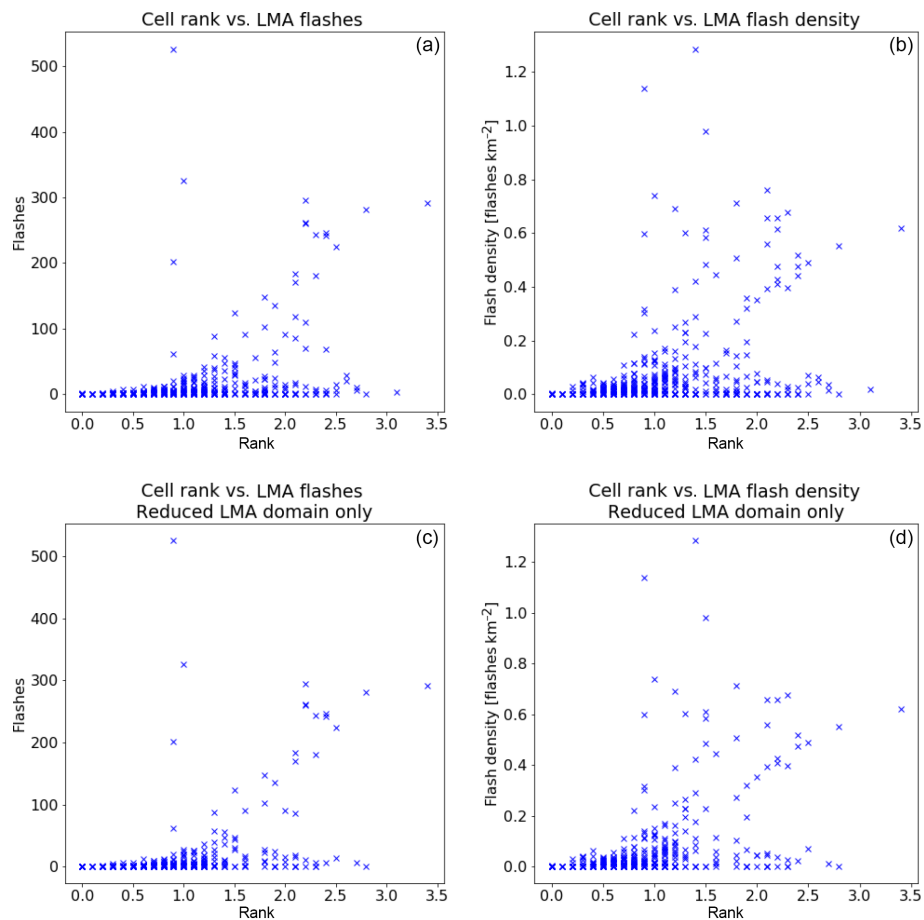 Cell rank vs. LMA flashes
(a)
500
400
300
200
100
0
Flashes
0.0 0.5 1.0 1.5 2.0 2.5 3.0 3.5
Rank
Cell rank vs. LMA flash density
(b)
1.2
1.0
0.8
0.6
0.4
0.2
0.0
Flash density [flashes km⁻²]
0.0 0.5 1.0 1.5 2.0 2.5 3.0 3.5
Rank
Cell rank vs. LMA flashes
Reduced LMA domain only
(c)
500
400
300
200
100
0
Flashes
0.0 0.5 1.0 1.5 2.0 2.5 3.0 3.5
Rank
Cell rank vs. LMA flash density
Reduced LMA domain only
(d)
1.2
1.0
0.8
0.6
0.4
0.2
0.0
Flash density [flashes km⁻²]
0.0 0.5 1.0 1.5 2.0 2.5 3.0 3.5
Rank